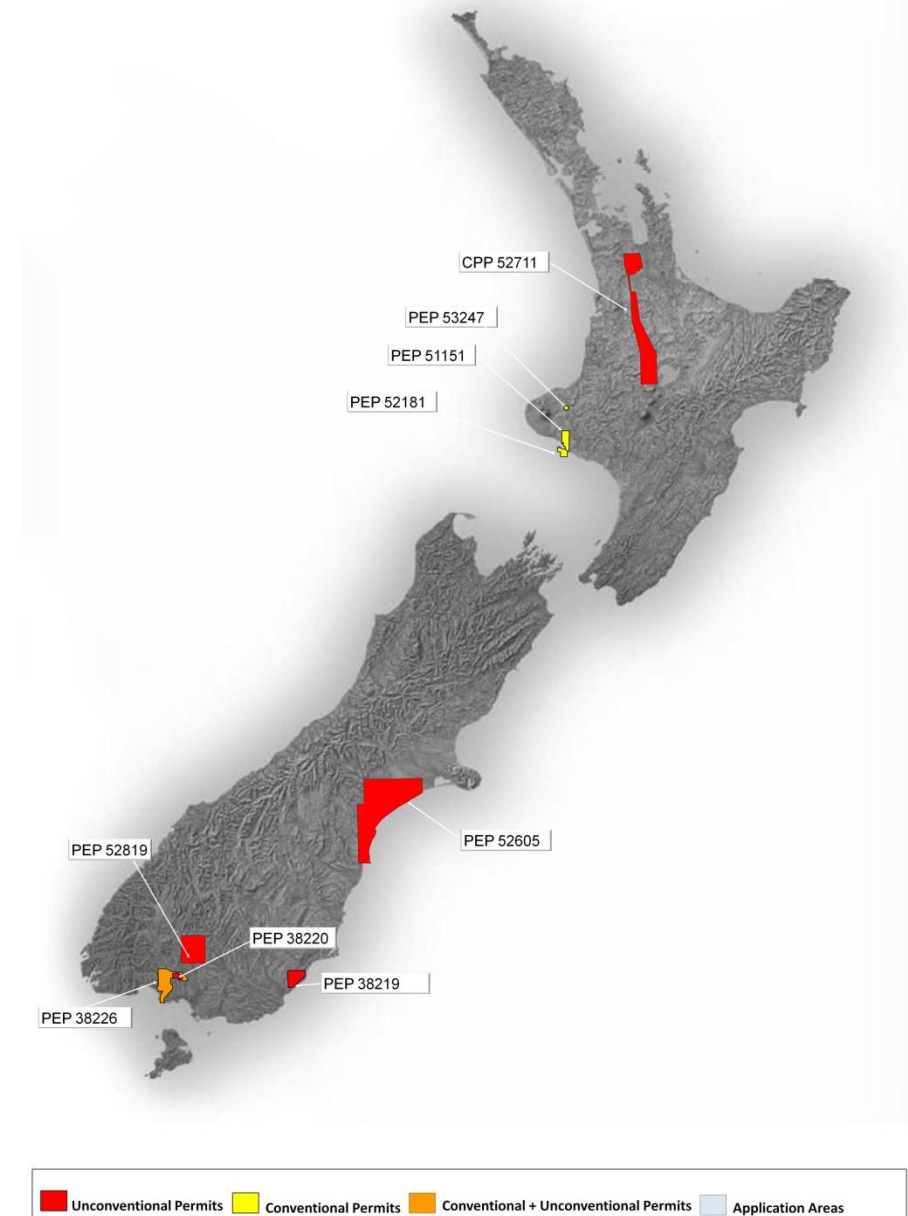 CPP 52711
PEP 53247
PEP 51151
PEP 52181
PEP 52605
PEP 52819
PEP 38220
PEP 38219
PEP 38226
Unconventional Permits Conventional Permits Conventional + Unconventional Permits Application Areas